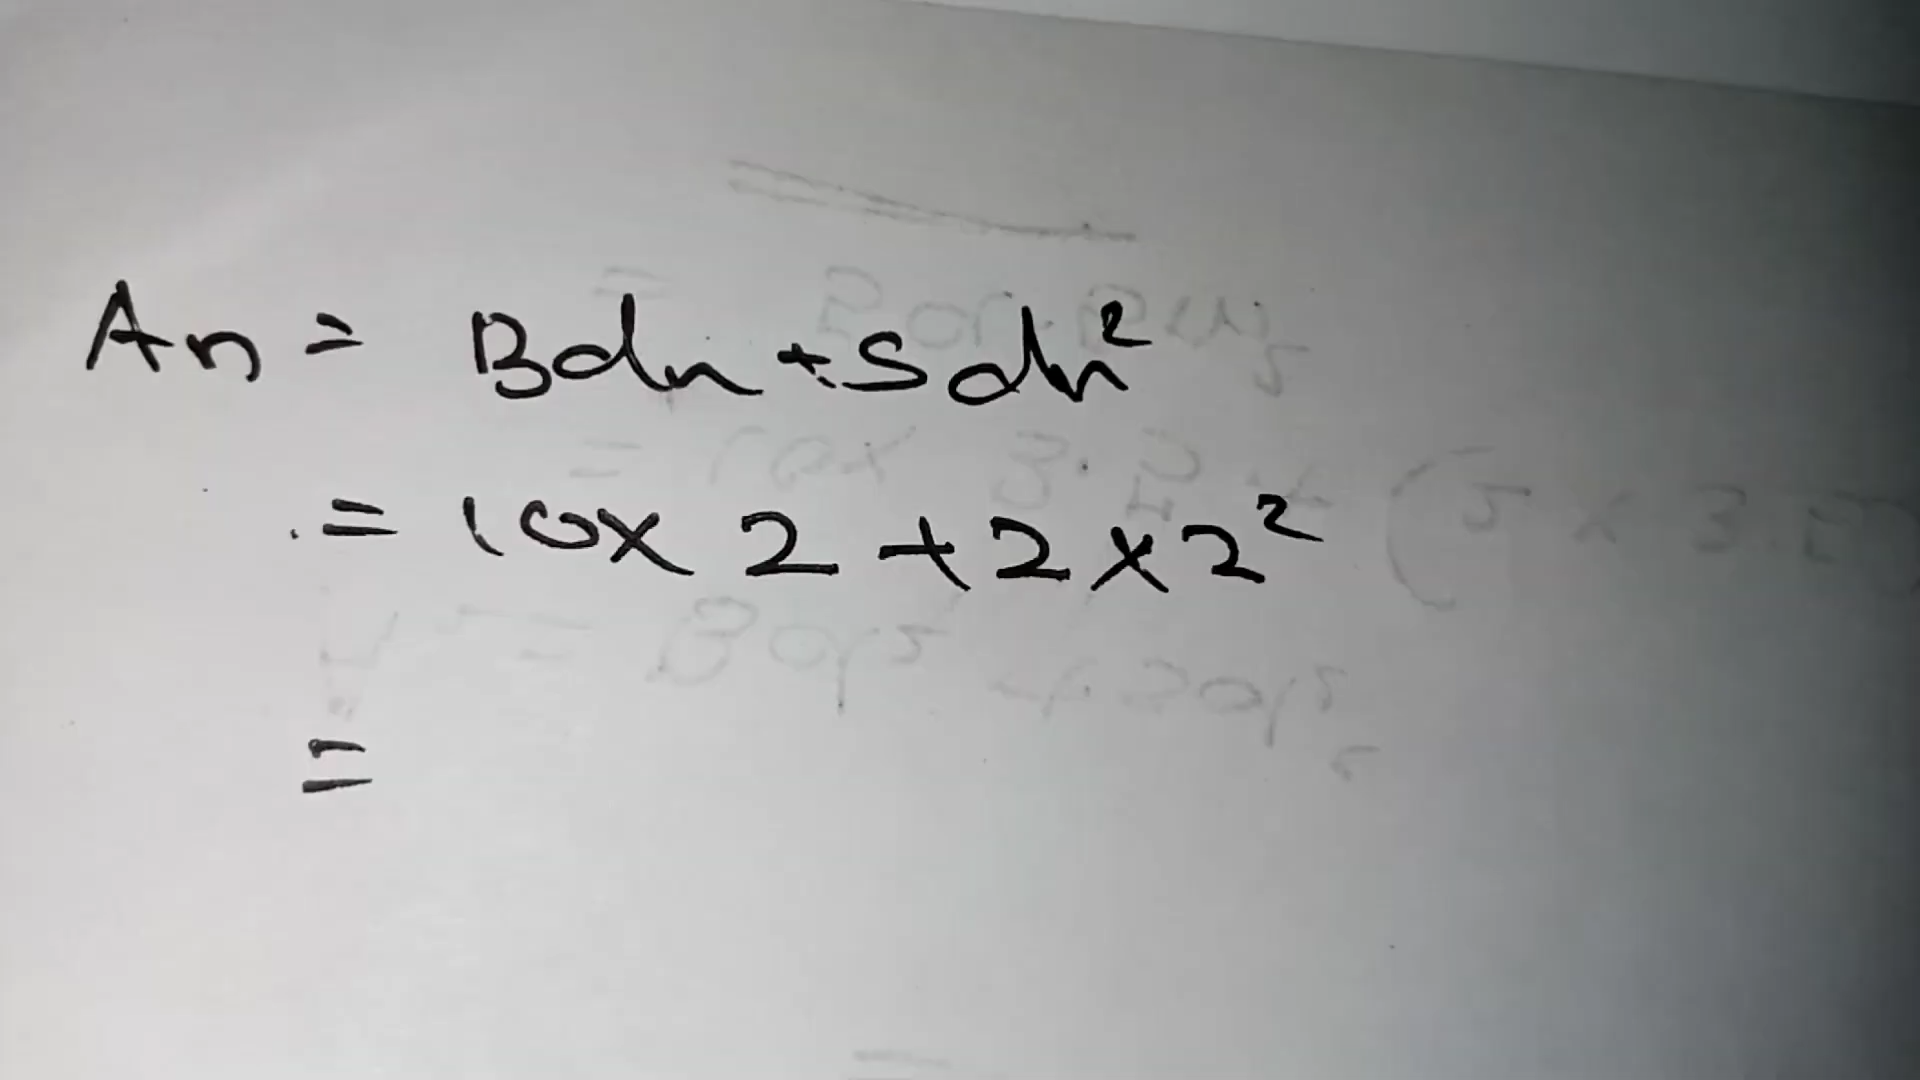 An = Bdn + Sdn²
= 10 x 2 + 2 x 2²
=